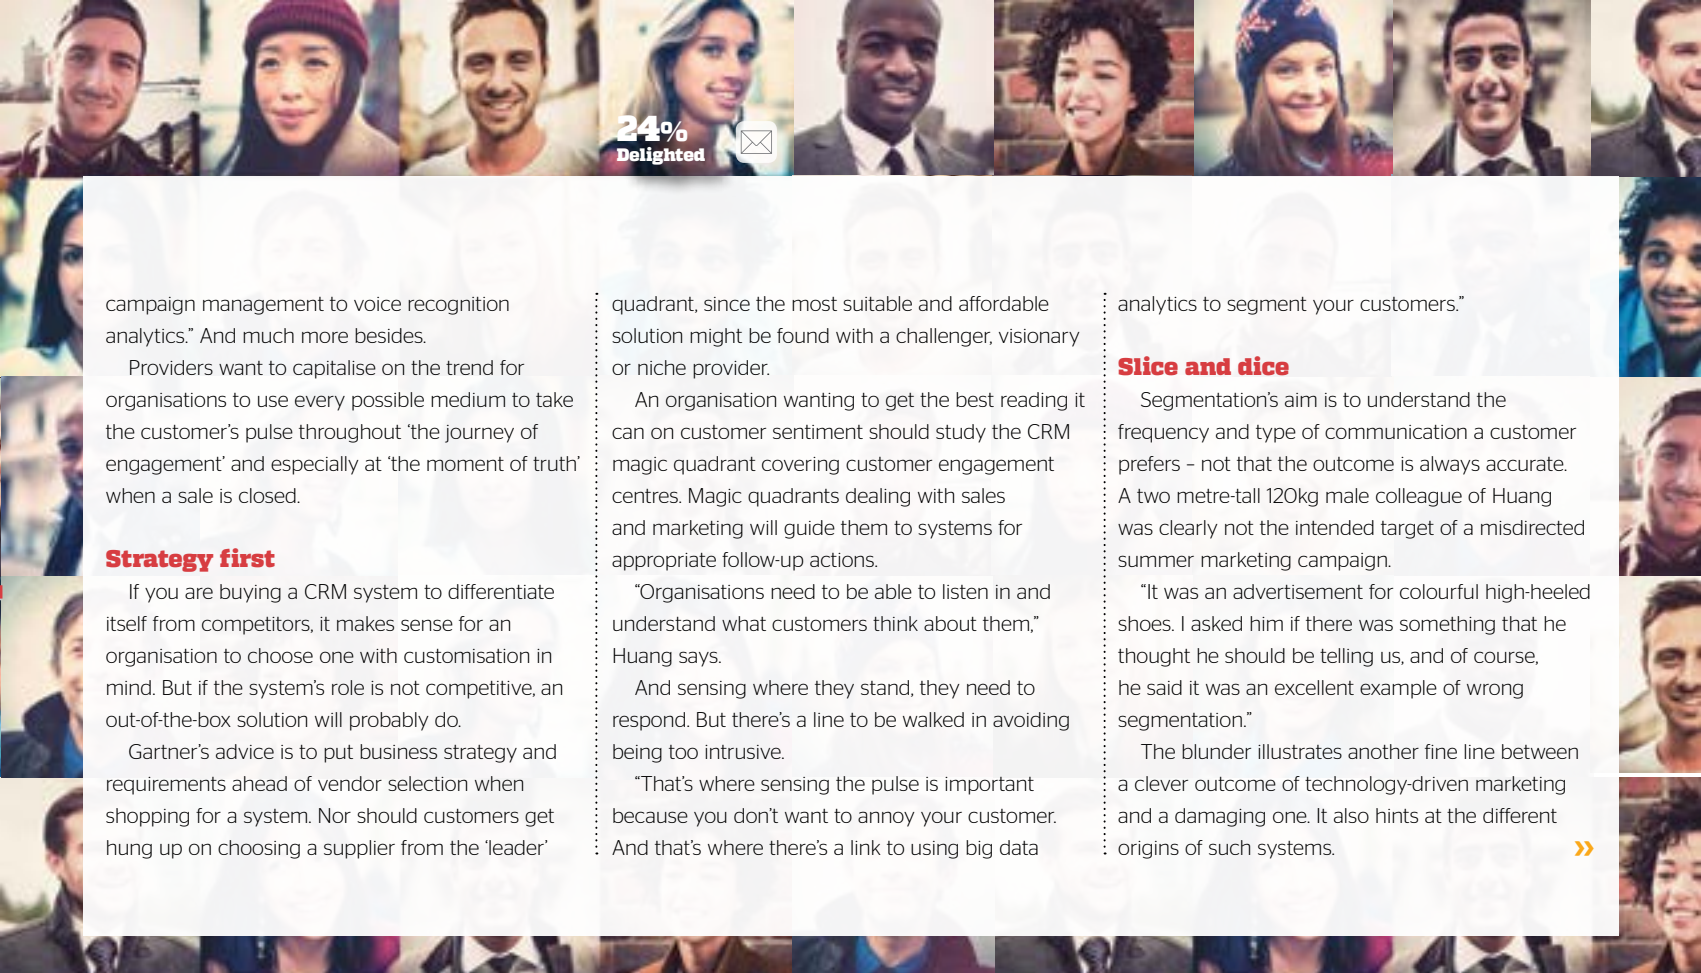 24%
Delighted
campaign management to voice recognition
analytics.” And much more besides.
Providers want to capitalise on the trend for
organisations to use every possible medium to take
the customer’s pulse throughout ‘the journey of
engagement’ and especially at ‘the moment of truth’
when a sale is closed.
Strategy first
If you are buying a CRM system to differentiate
itself from competitors, it makes sense for an
organisation to choose one with customisation in
mind. But if the system’s role is not competitive, an
out-of-the-box solution will probably do.
Gartner’s advice is to put business strategy and
requirements ahead of vendor selection when
shopping for a system. Nor should customers get
hung up on choosing a supplier from the ‘leader’
quadrant, since the most suitable and affordable
solution might be found with a challenger, visionary
or niche provider.
An organisation wanting to get the best reading it
can on customer sentiment should study the CRM
magic quadrant covering customer engagement
centres. Magic quadrants dealing with sales
and marketing will guide them to systems for
appropriate follow-up actions.
“Organisations need to be able to listen in and
understand what customers think about them,”
Huang says.
And sensing where they stand, they need to
respond. But there’s a line to be walked in avoiding
being too intrusive.
“That’s where sensing the pulse is important
because you don’t want to annoy your customer.
And that’s where there’s a link to using big data
analytics to segment your customers.”
Slice and dice
Segmentation’s aim is to understand the
frequency and type of communication a customer
prefers – not that the outcome is always accurate.
A two metre-tall 120kg male colleague of Huang
was clearly not the intended target of a misdirected
summer marketing campaign.
“It was an advertisement for colourful high-heeled
shoes. I asked him if there was something that he
thought he should be telling us, and of course,
he said it was an excellent example of wrong
segmentation.”
The blunder illustrates another fine line between
a clever outcome of technology-driven marketing
and a damaging one. It also hints at the different
origins of such systems.
»